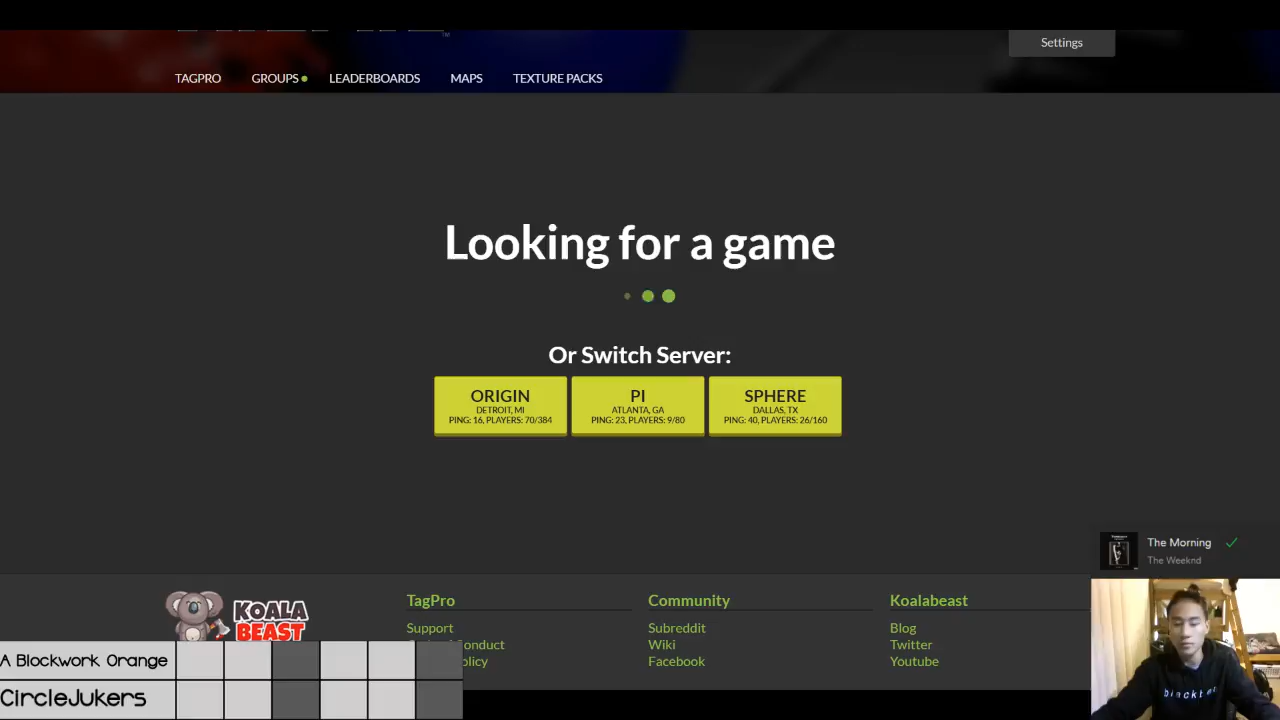 Settings
TAGPRO GROUPS LEADERBOARDS MAPS TEXTURE PACKS
Looking for a game
Or Switch Server:
ORIGIN
DETROIT, MI
PING: 16, PLAYERS: 70/384
PI
ATLANTA, GA
PING: 23, PLAYERS: 9/80
SPHERE
DALLAS, TX
PING: 40, PLAYERS: 26/160
The Morning
The Weeknd
KOALA
BEAST
TagPro
Support
Conduct
Community
Subreddit
Wiki
Facebook
Koalabeast
Blog
Twitter
Youtube
A Blockwork Orange
CircleJukers